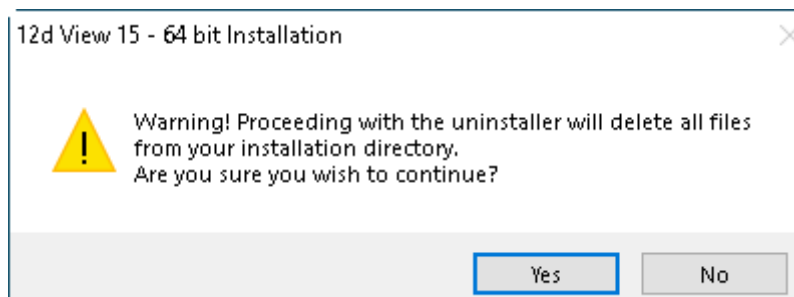 12d View 15 - 64 bit Installation
Warning! Proceeding with the uninstaller will delete all files
from your installation directory.
Are you sure you wish to continue?
Yes
No